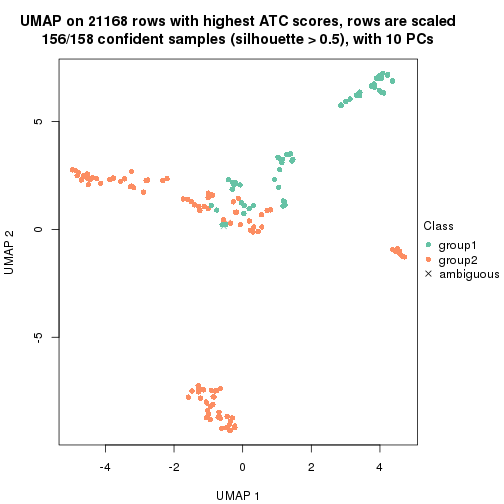 UMAP on 21168 rows with highest ATC scores, rows are scaled
156/158 confident samples (silhouette > 0.5), with 10 PCs
5
0
-5
UMAP 2
-4
-2
0
2
4
UMAP 1
Class
group1
group2
ambiguous